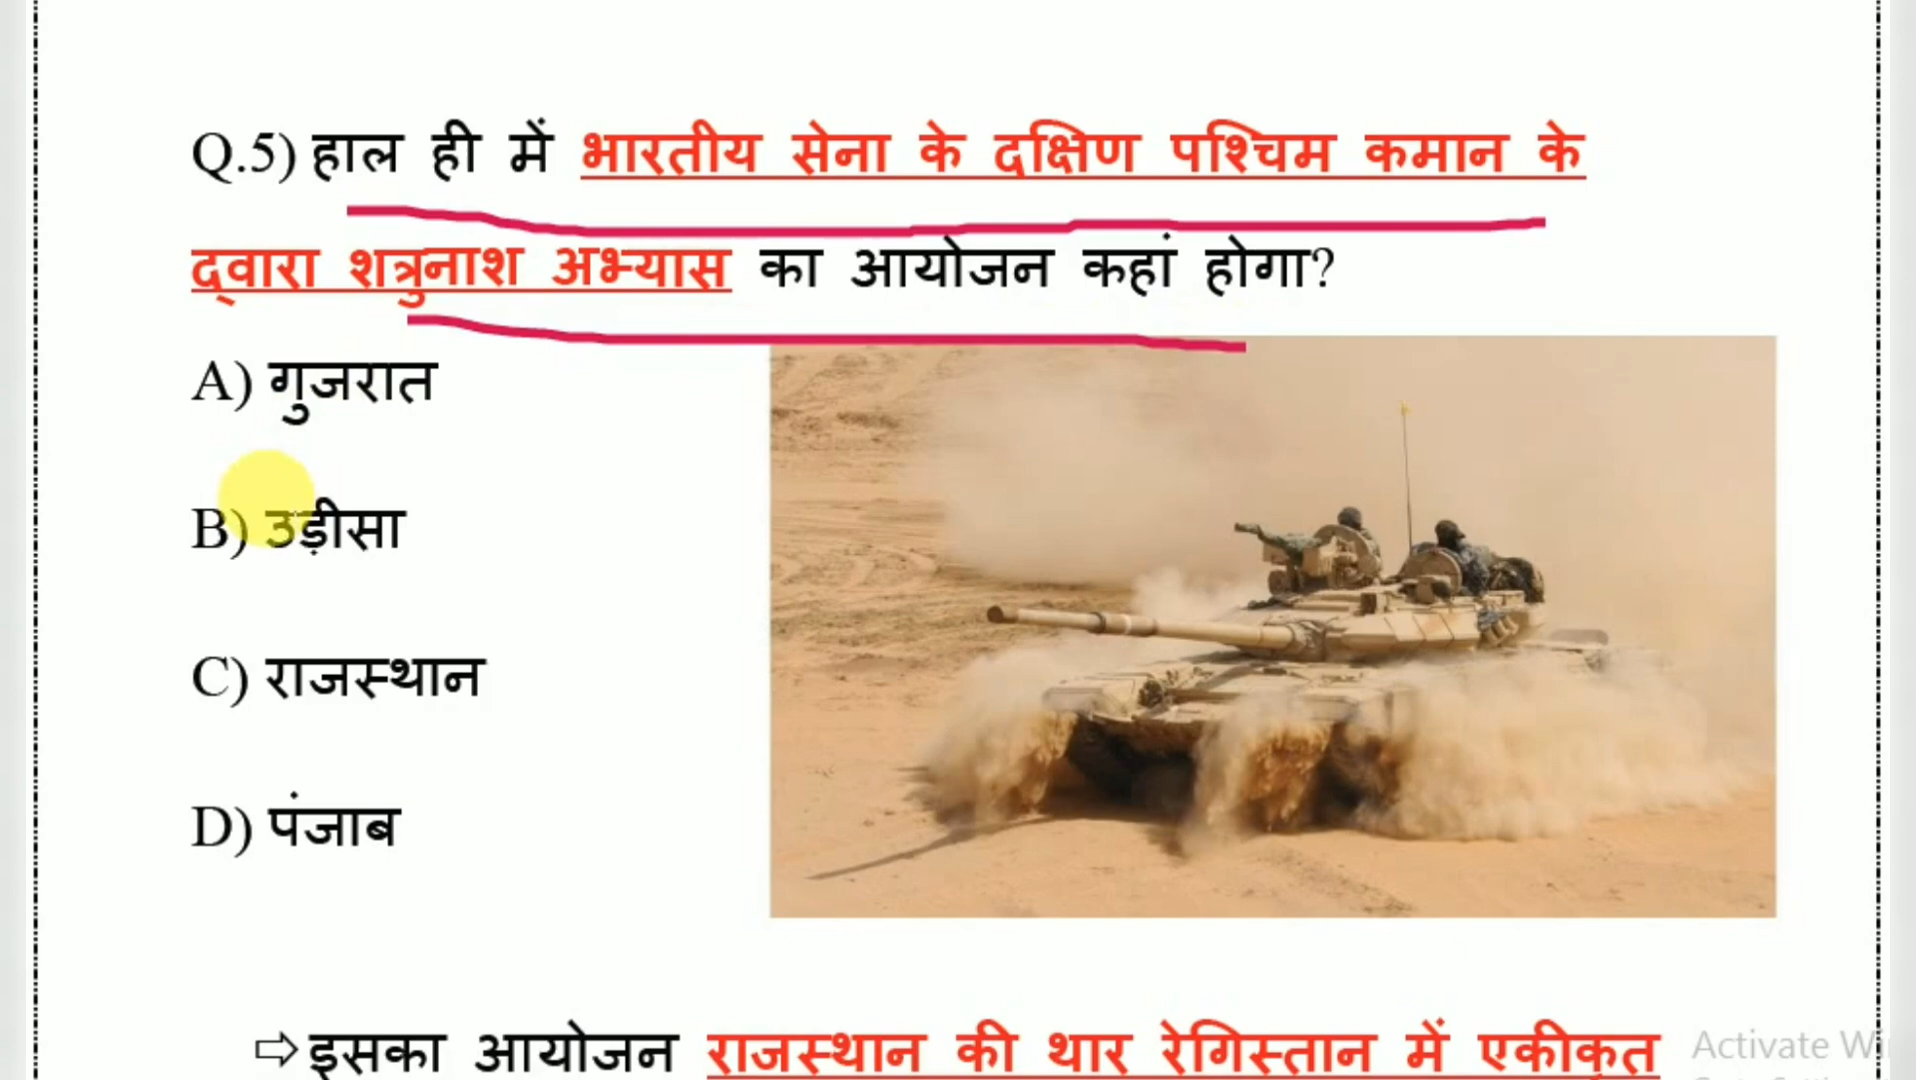 Q.5) हाल ही में भारतीय सेना के दक्षिण पश्चिम कमान के
द्वारा शत्रुनाश अभ्यास का आयोजन कहां होगा?
A) गुजरात
B) उड़ीसा
C) राजस्थान
D) पंजाब
⇨इसका आयोजन राजस्थान की थार रेगिस्तान में एकीकृत
Activate